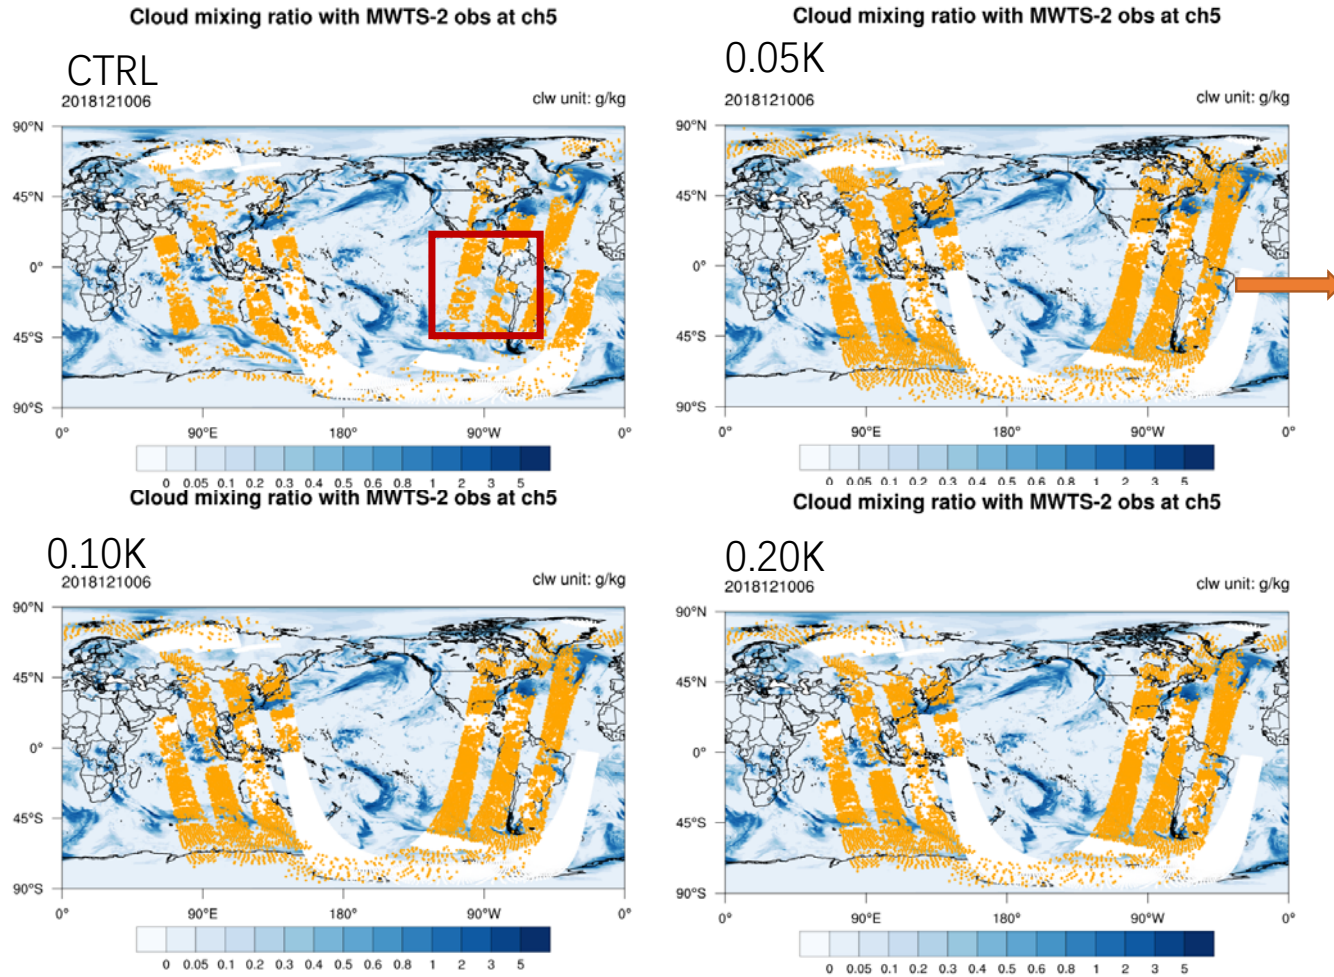 Cloud mixing ratio with MWTS-2 obs at ch5
CTRL
2018121006
clw unit: g/kg
90°N
45°N
0°
45°S
90°S
0° 90°E 180° 90°W 0°
0 0.05 0.1 0.2 0.3 0.4 0.5 0.6 0.8 1 2 3 5
Cloud mixing ratio with MWTS-2 obs at ch5
0.05K
2018121006
clw unit: g/kg
90°N
45°N
0°
45°S
90°S
0° 90°E 180° 90°W 0°
0 0.05 0.1 0.2 0.3 0.4 0.5 0.6 0.8 1 2 3 5
Cloud mixing ratio with MWTS-2 obs at ch5
0.10K
2018121006
clw unit: g/kg
90°N
45°N
0°
45°S
90°S
0° 90°E 180° 90°W 0°
0 0.05 0.1 0.2 0.3 0.4 0.5 0.6 0.8 1 2 3 5
Cloud mixing ratio with MWTS-2 obs at ch5
0.20K
2018121006
clw unit: g/kg
90°N
45°N
0°
45°S
90°S
0° 90°E 180° 90°W 0°
0 0.05 0.1 0.2 0.3 0.4 0.5 0.6 0.8 1 2 3 5